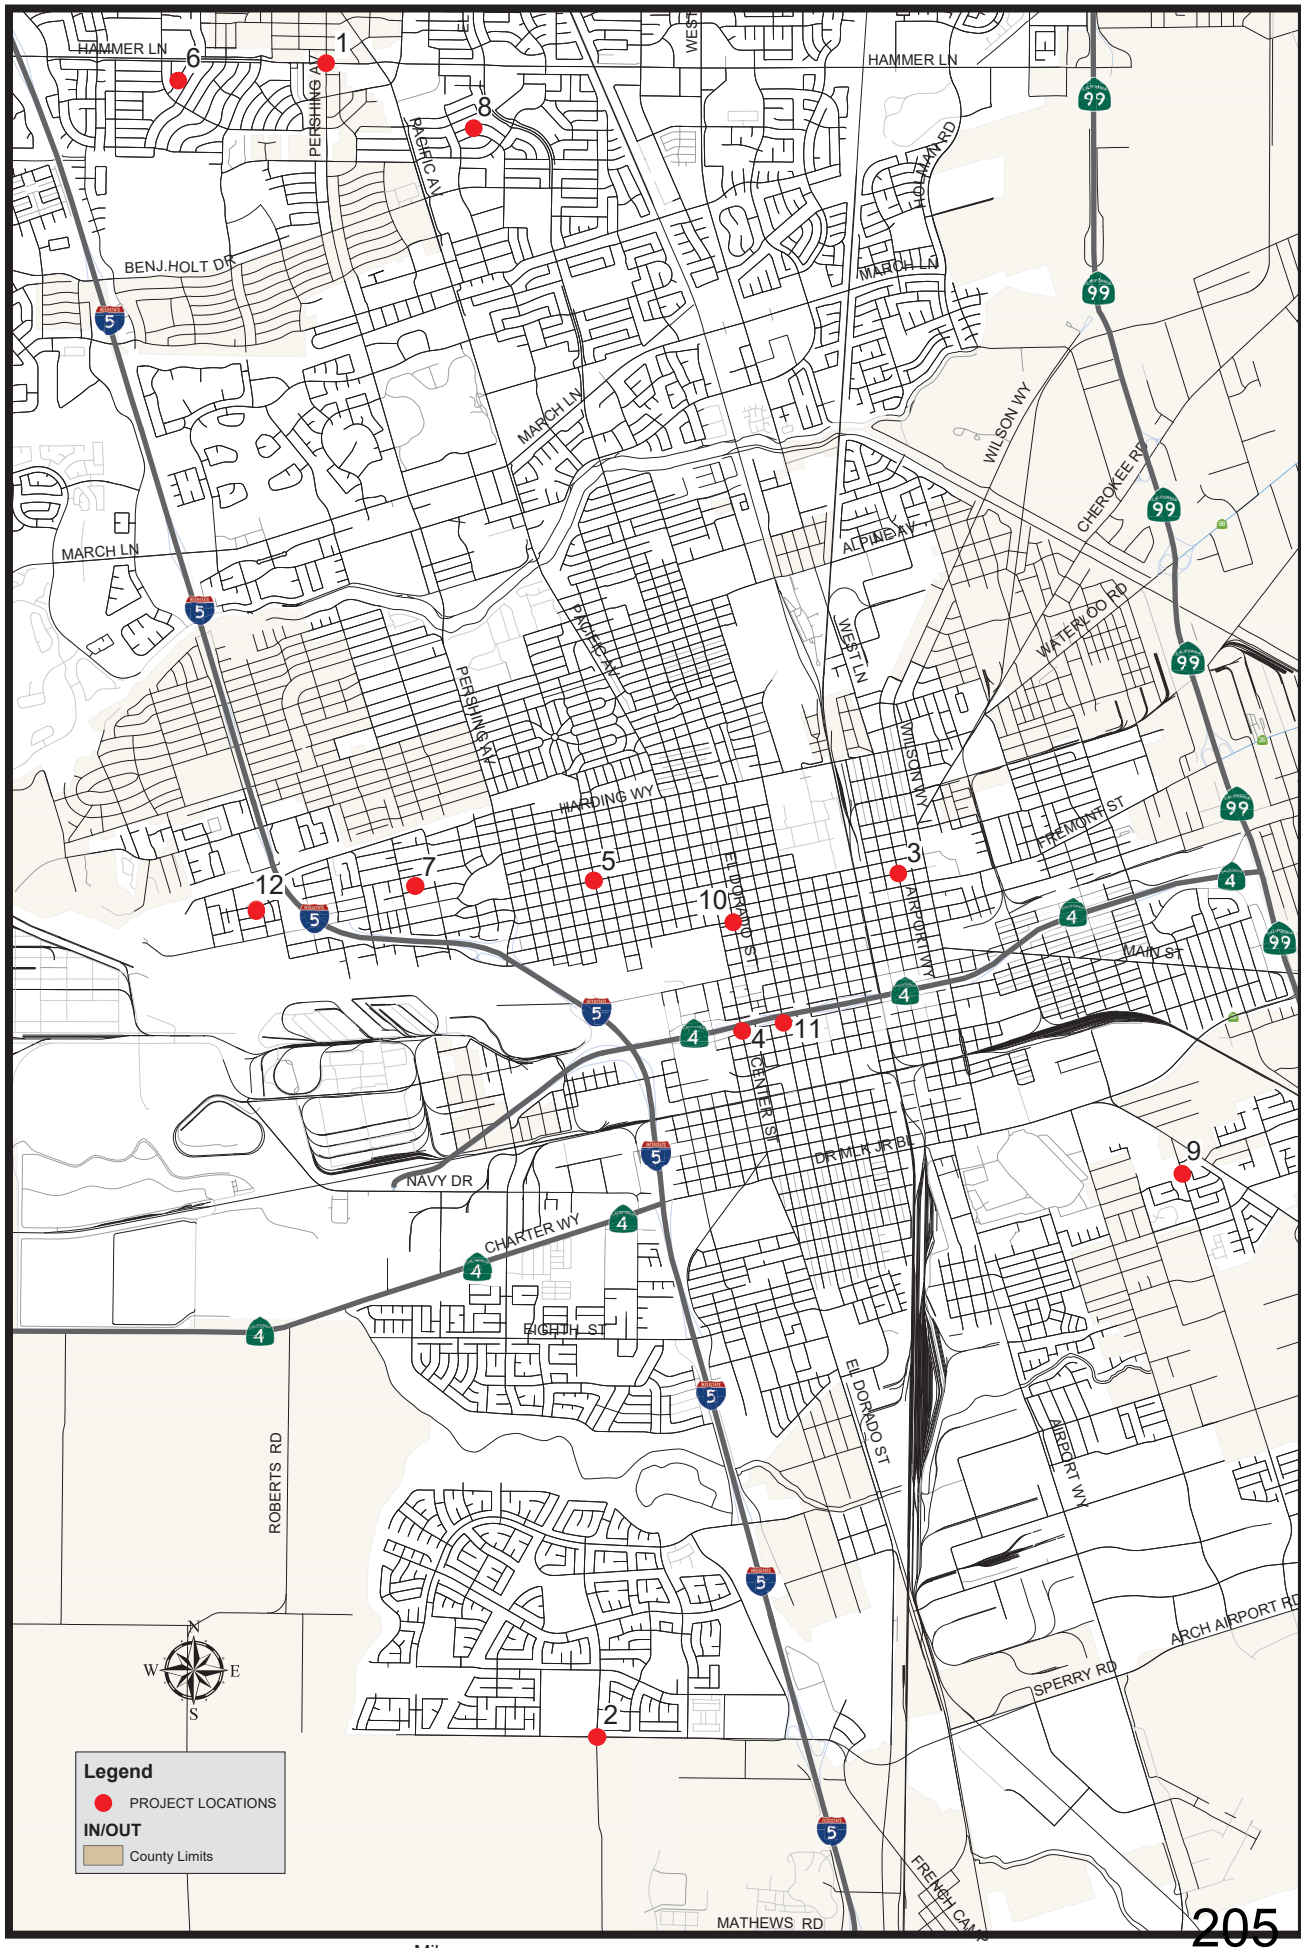 HAMMER LN
6
1
PERSHING AV
EL
WEST
HAMMER LN
99
8
PACIFIC AV
HOLMAN RD
BENJ.HOLT DR
MARCH LN
99
5
MARCH LN
WILSON WY
CHEROKEE RD
99
MARCH LN
ALPINE AV
5
PACIFIC AV
WEST LN
WATERLOO RD
99
PERSHING AV
WILSON WY
HARDING WY
FREMONT ST
99
12
7
5
EL DORADO ST
3
AIRPORT WY
4
5
10
4
MAIN ST
99
5
4
4
11
4
CENTER ST
DR MLK JR BL
5
NAVY DR
9
CHARTER WY
4
4
4
EIGHTH ST
5
EL DORADO ST
AIRPORT WY
ROBERTS RD
5
ARCH AIRPORT RD
SPERRY RD
N
W E
S
2
Legend
PROJECT LOCATIONS
IN/OUT
County Limits
5
FRENCH CAMP
MATHEWS RD
205